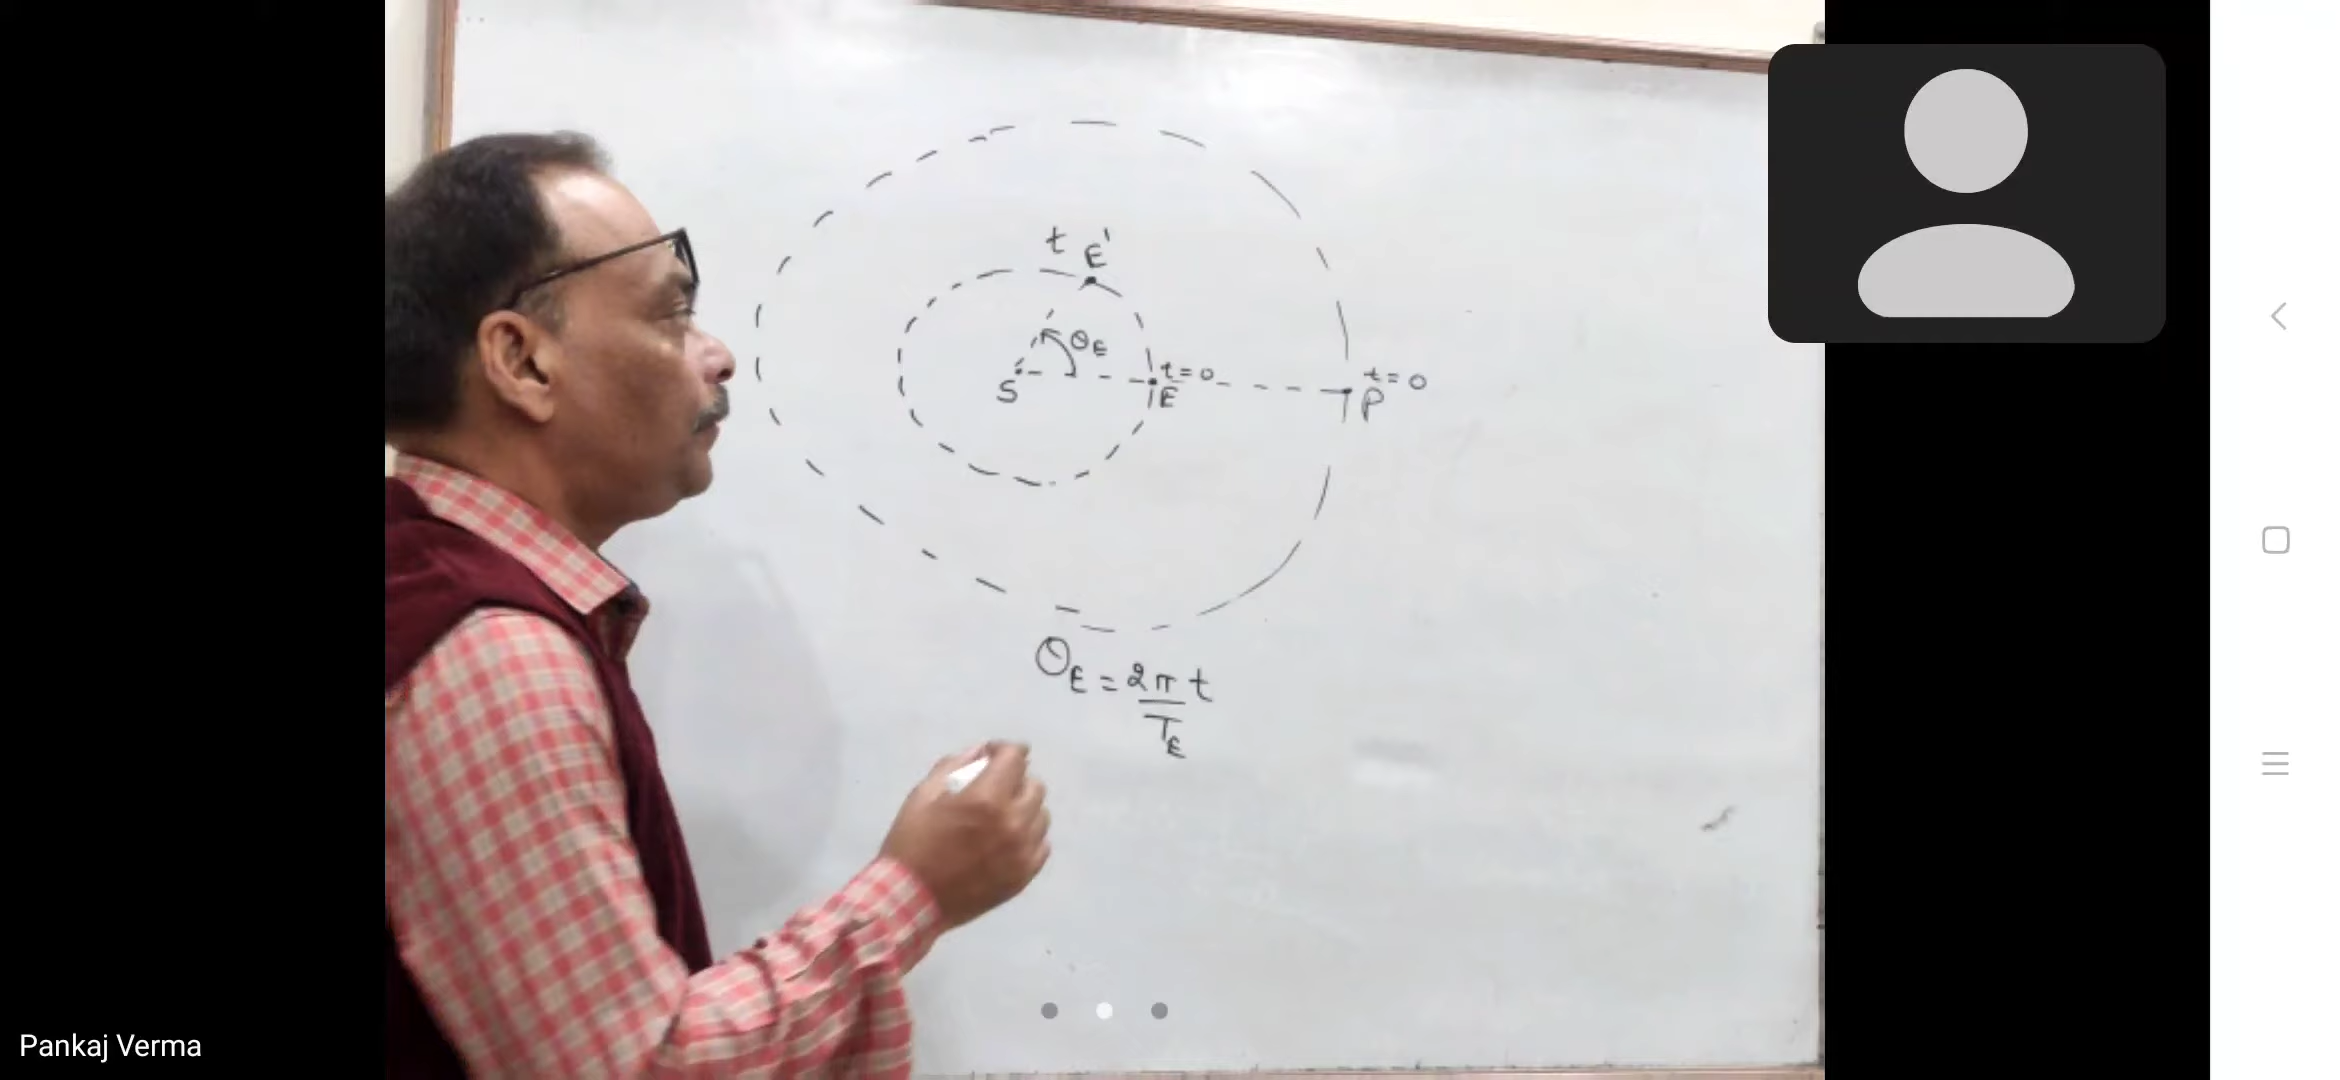 t E'
θE
S
t=0
E
t=0
P
θE = 2π/TE t
Pankaj Verma